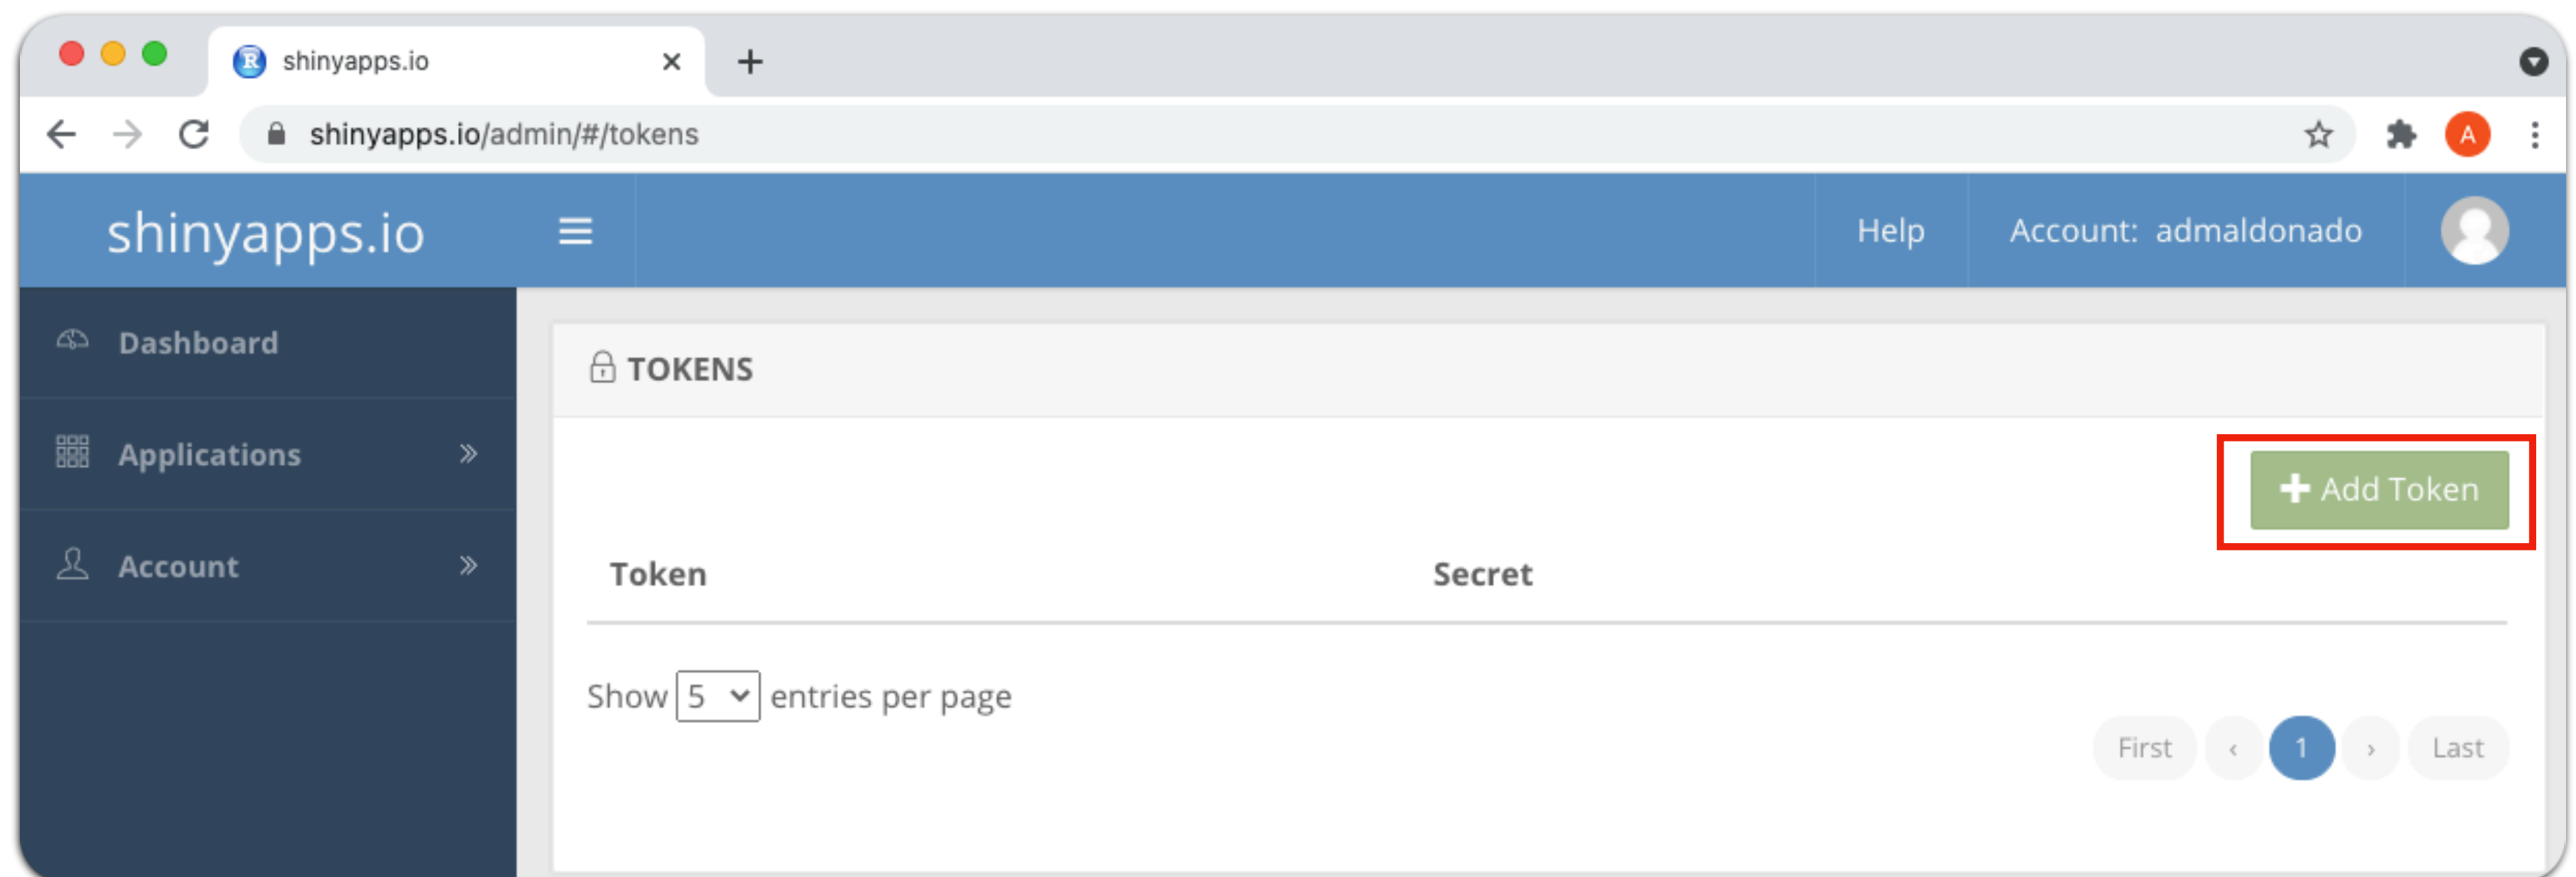 shinyapps.io
shinyapps.io/admin/#/tokens
A
shinyapps.io
Help
Account: admaldonado
Dashboard
Applications
Account
TOKENS
Add Token
Token Secret
Show 5 entries per page
First ‹ 1 › Last